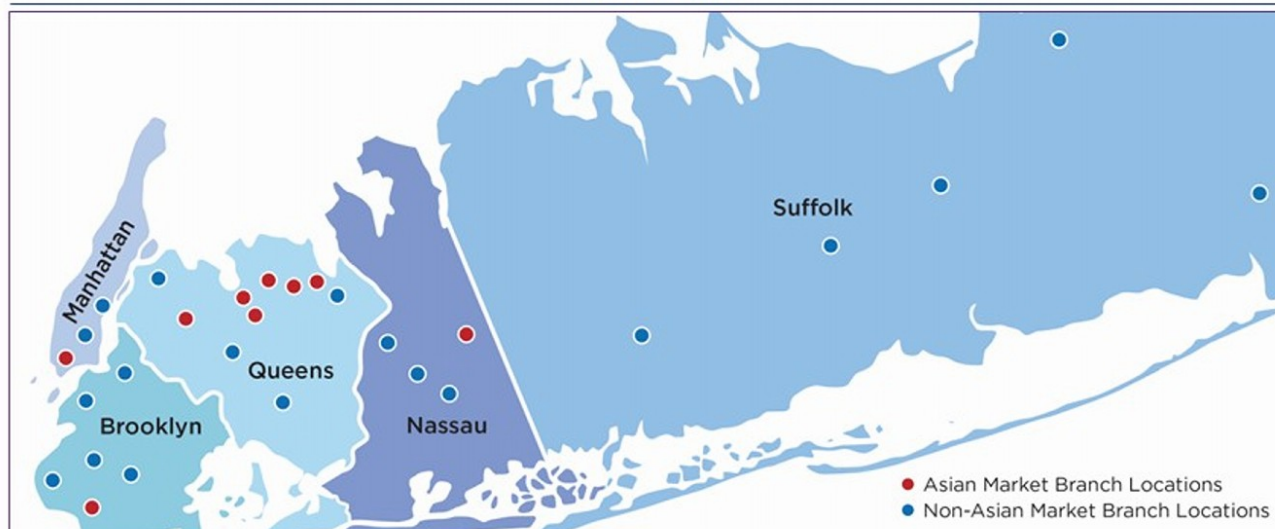 Manhattan
Suffolk
Queens
Brooklyn
Nassau
Asian Market Branch Locations
Non-Asian Market Branch Locations